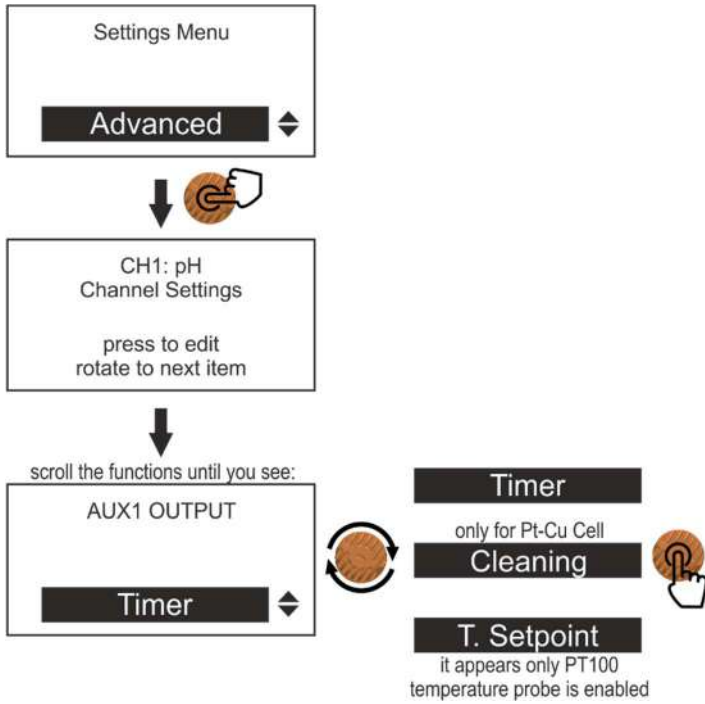 Settings Menu
Advanced
CH1: pH
Channel Settings
press to edit
rotate to next item
scroll the functions until you see:
AUX1 OUTPUT
Timer
Timer
only for Pt-Cu Cell
Cleaning
T. Setpoint
it appears only PT100
temperature probe is enabled